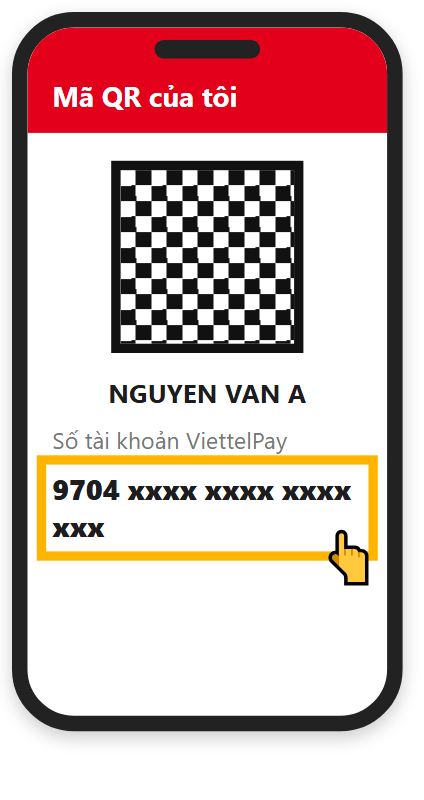 Mã QR của tôi
NGUYEN VAN A
Số tài khoản ViettelPay
9704 xxxx xxxx xxxx
xxx